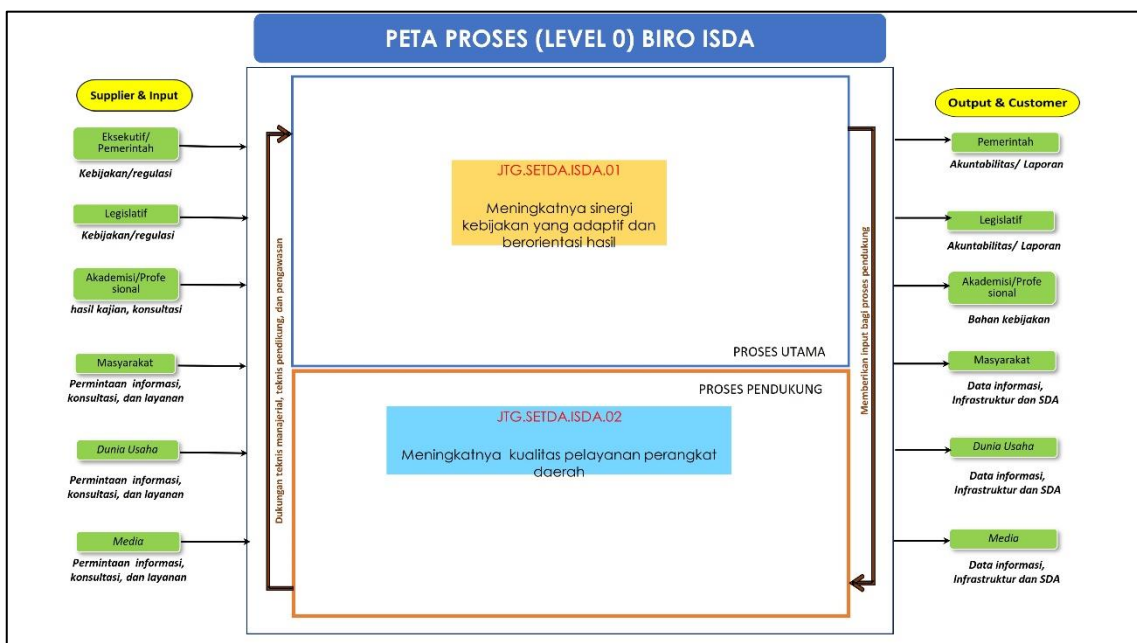 PETA PROSES (LEVEL 0) BIRO ISDA
Supplier & Input
Eksekutif/
Pemerintah
Kebijakan/regulasi
Legislatif
Kebijakan/regulasi
Akademisi/Profe
sional
hasil kajian, konsultasi
Masyarakat
Permintaan informasi,
konsultasi, dan layanan
Dunia Usaha
Permintaan informasi,
konsultasi, dan layanan
Media
Permintaan informasi,
konsultasi, dan layanan
Dukungan teknis manajerial, teknis pendikung, dan pengawasan
JTG.SETDA.ISDA.01
Meningkatnya sinergi
kebijakan yang adaptif dan
berorientasi hasil
PROSES UTAMA
PROSES PENDUKUNG
JTG.SETDA.ISDA.02
Meningkatnya kualitas pelayanan perangkat
daerah
Memberikan input bagi proses pendukung
Output & Customer
Pemerintah
Akuntabilitas/ Laporan
Legislatif
Akuntabilitas/ Laporan
Akademisi/Profe
sional
Bahan kebijakan
Masyarakat
Data informasi,
Infrastruktur dan SDA
Dunia Usaha
Data informasi,
Infrastruktur dan SDA
Media
Data informasi,
Infrastruktur dan SDA